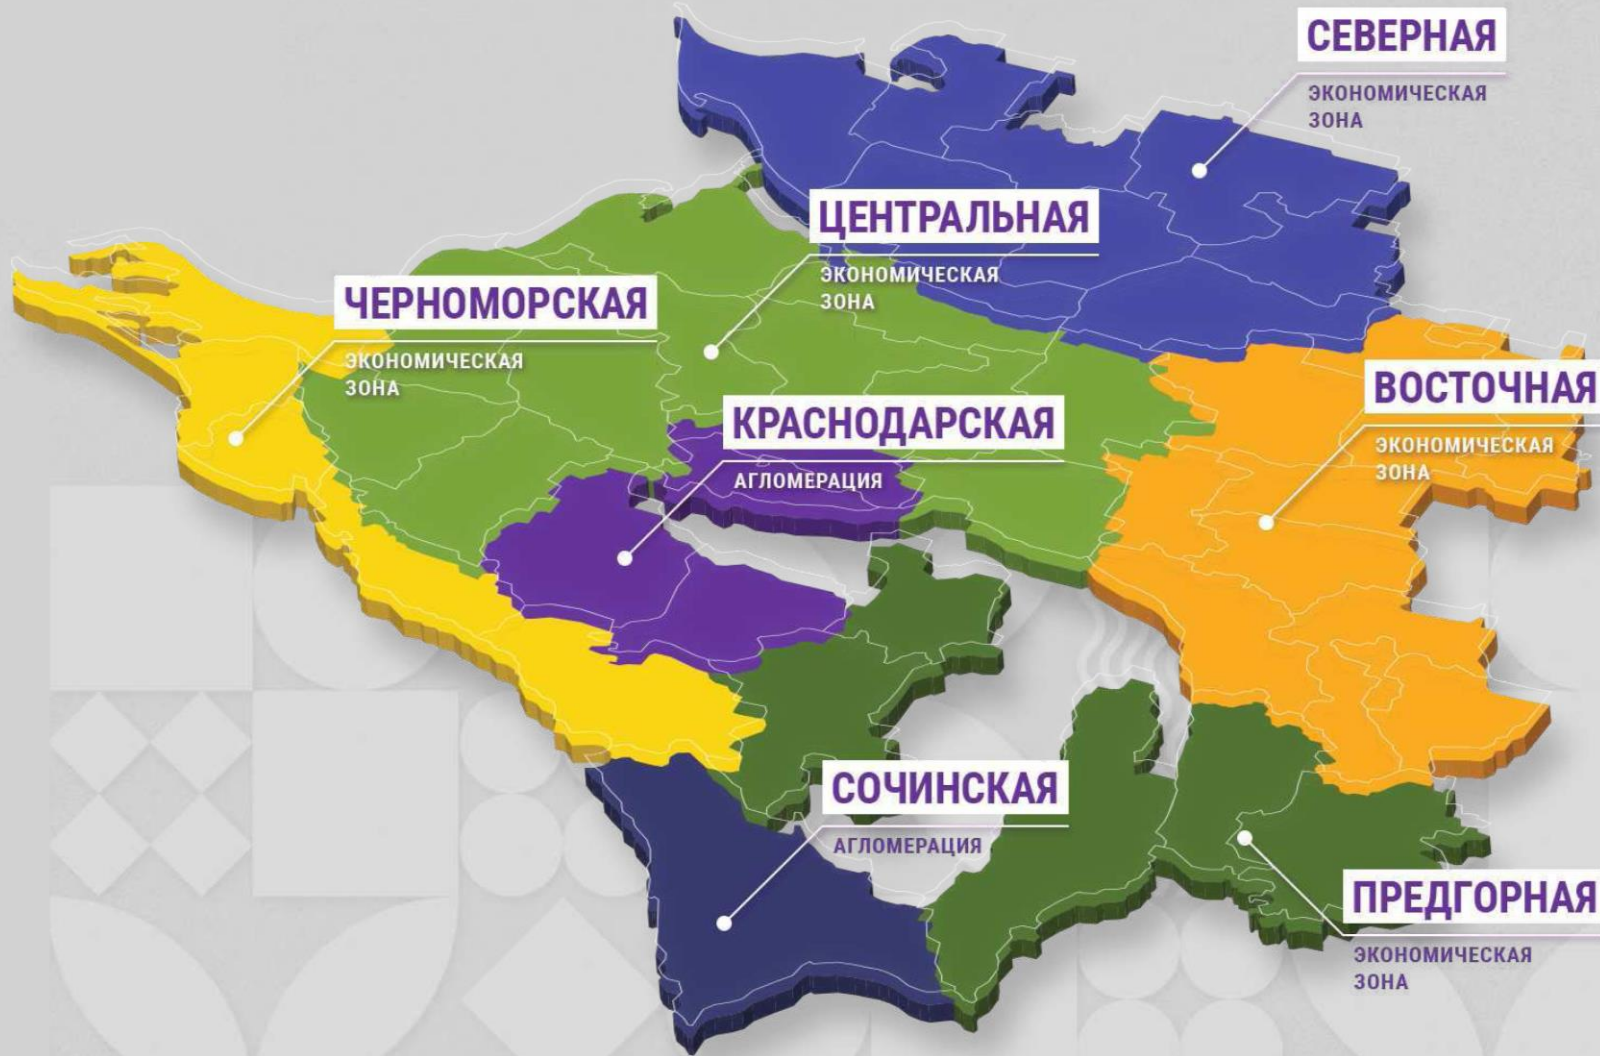 СЕВЕРНАЯ
ЭКОНОМИЧЕСКАЯ
ЗОНА
ЦЕНТРАЛЬНАЯ
ЭКОНОМИЧЕСКАЯ
ЗОНА
ЧЕРНОМОРСКАЯ
ЭКОНОМИЧЕСКАЯ
ЗОНА
ВОСТОЧНАЯ
ЭКОНОМИЧЕСКАЯ
ЗОНА
КРАСНОДАРСКАЯ
АГЛОМЕРАЦИЯ
СОЧИНСКАЯ
АГЛОМЕРАЦИЯ
ПРЕДГОРНАЯ
ЭКОНОМИЧЕСКАЯ
ЗОНА